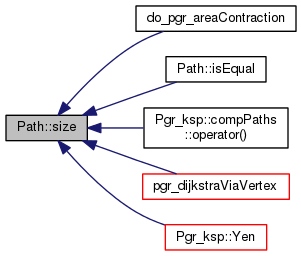 do_pgr_areaContraction
Path::isEqual
Path::size
Pgr_ksp::compPaths
::operator()
pgr_dijkstraViaVertex
Pgr_ksp::Yen